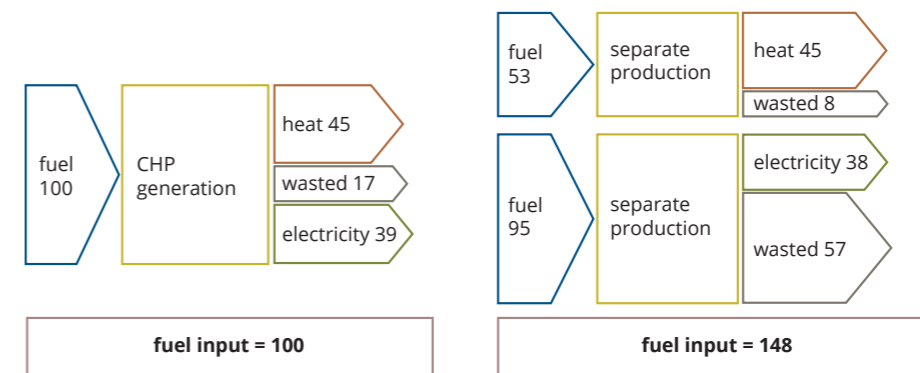 fuel
100
CHP
generation
heat 45
wasted 17
electricity 39
fuel input = 100
fuel
53
separate
production
heat 45
wasted 8
fuel
95
separate
production
electricity 38
wasted 57
fuel input = 148